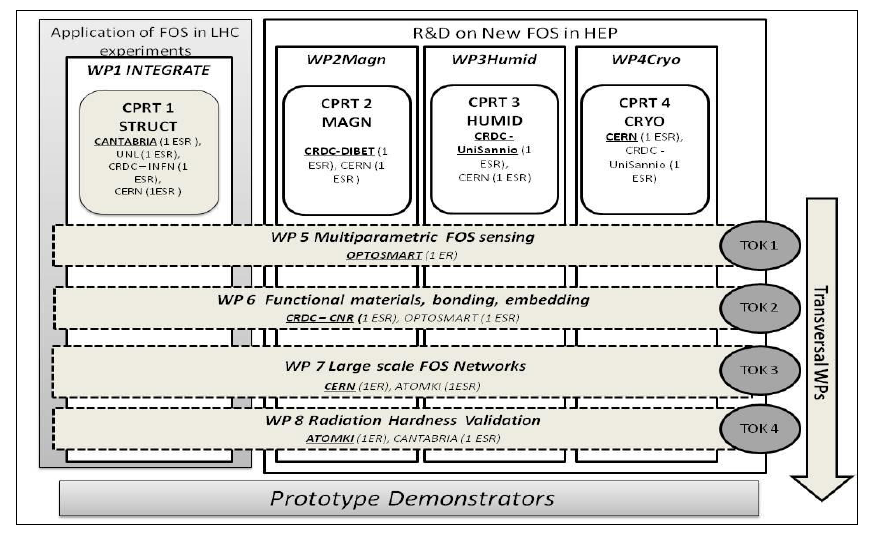 Application of FOS in LHC
experiments
WP1 INTEGRATE
CPRT 1
STRUCT
CANTABRIA (1 ESR ),
UNL (1 ESR),
CRDC–INFN (1
ESR),
CERN (1ESR )
R&D on New FOS in HEP
WP2Magn
CPRT 2
MAGN
CRDC-DIBET (1
ESR), CERN (1
ESR )
WP3Humid
CPRT 3
HUMID
CRDC -
UniSannio (1
ESR),
CERN (1 ESR)
WP4Cryo
CPRT 4
CRYO
CERN (1 ESR),
CRDC -
UniSannio (1
ESR)
WP 5 Multiparametric FOS sensing
OPTOSMART (1 ER)
TOK 1
WP 6 Functional materials, bonding, embedding
CRDC – CNR (1 ESR), OPTOSMART (1 ESR)
TOK 2
WP 7 Large scale FOS Networks
CERN (1ER), ATOMKI (1ESR)
TOK 3
WP 8 Radiation Hardness Validation
ATOMKI (1ER), CANTABRIA (1 ESR)
TOK 4
Transversal WPs
Prototype Demonstrators